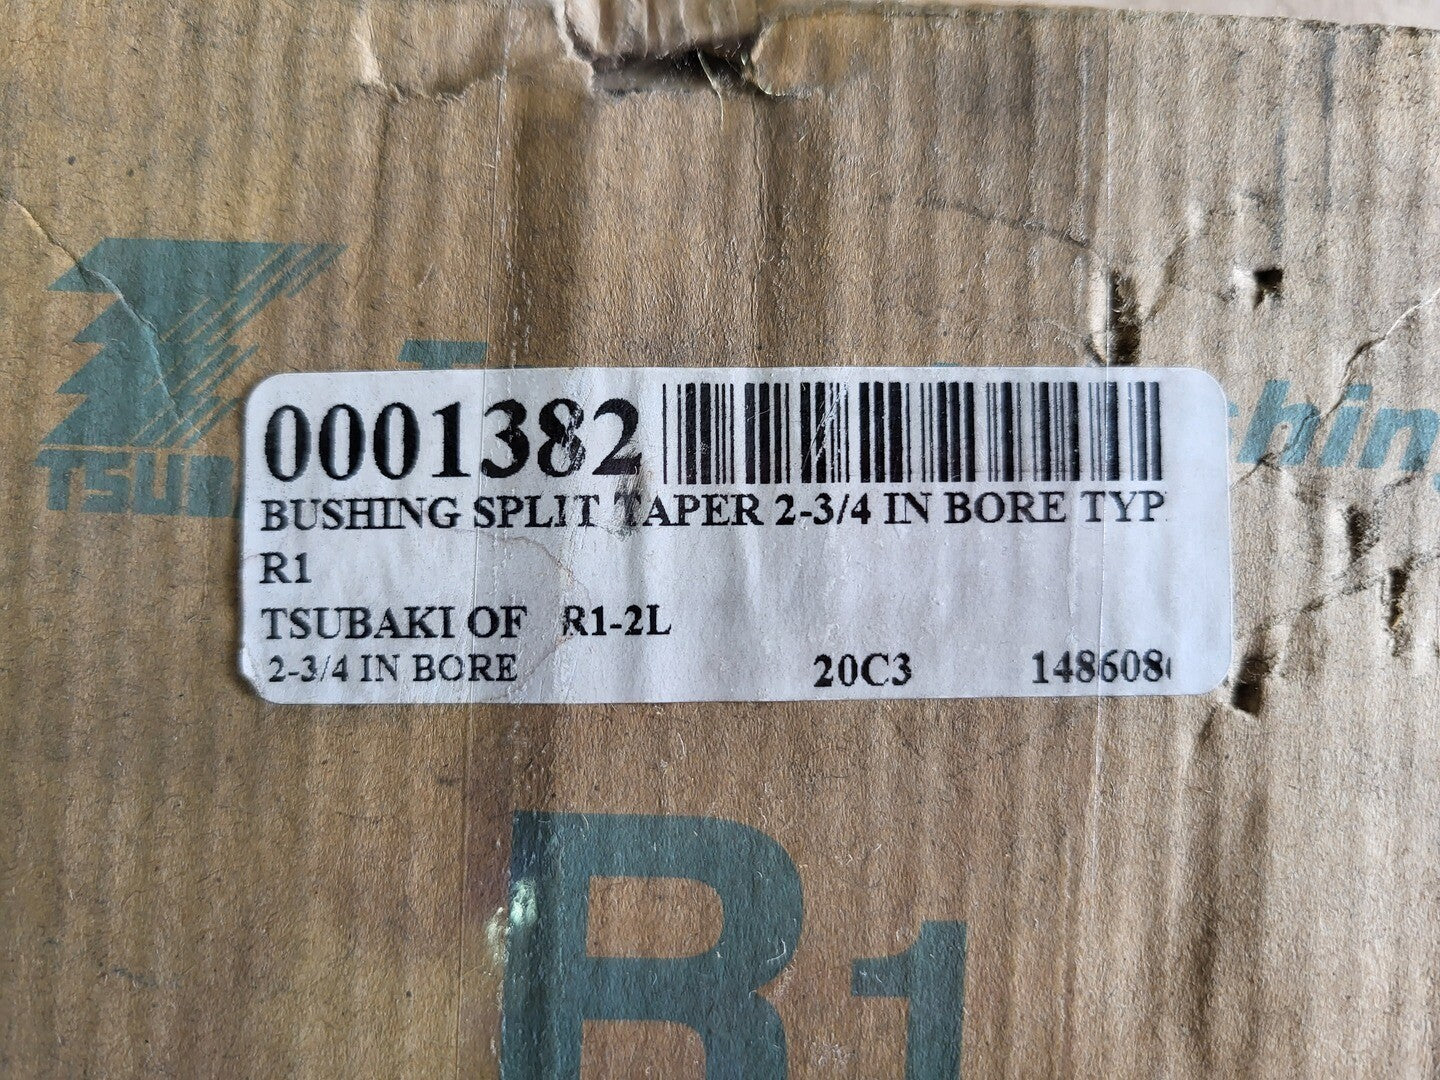 0001382
BUSHING SPLIT TAPER 2-3/4 IN BORE TYP
R1
TSUBAKI OF R1-2L
2-3/4 IN BORE 20C3 148608
R1